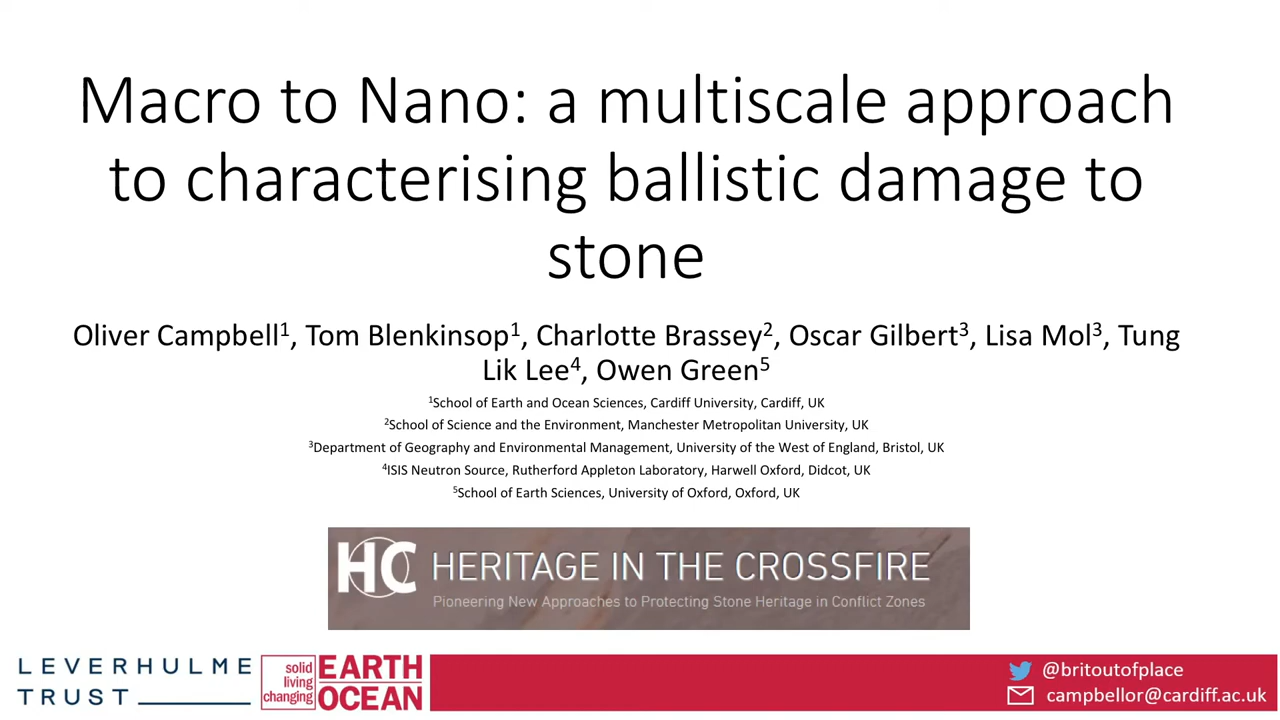 Macro to Nano: a multiscale approach
to characterising ballistic damage to
stone
Oliver Campbell¹, Tom Blenkinsop¹, Charlotte Brassey², Oscar Gilbert³, Lisa Mol³, Tung
Lik Lee⁴, Owen Green⁵
¹School of Earth and Ocean Sciences, Cardiff University, Cardiff, UK
²School of Science and the Environment, Manchester Metropolitan University, UK
³Department of Geography and Environmental Management, University of the West of England, Bristol, UK
⁴ISIS Neutron Source, Rutherford Appleton Laboratory, Harwell Oxford, Didcot, UK
⁵School of Earth Sciences, University of Oxford, Oxford, UK
HC HERITAGE IN THE CROSSFIRE
Pioneering New Approaches to Protecting Stone Heritage in Conflict Zones
LEVERHULME
TRUST
solid
living
changing
EARTH
OCEAN
@britoutofplace
campbellor@cardiff.ac.uk